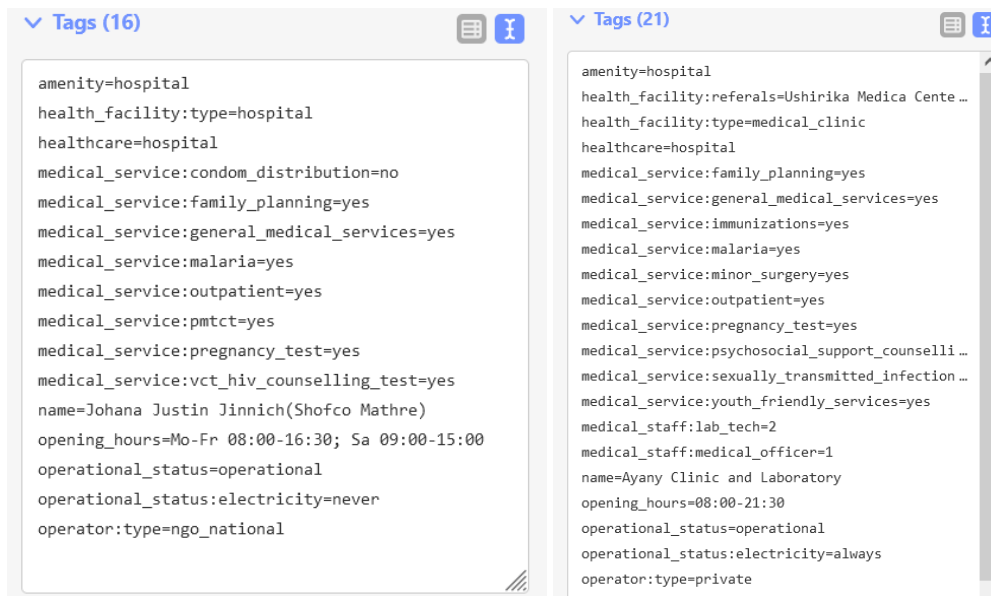 Tags (16)
amenity=hospital
health_facility:type=hospital
healthcare=hospital
medical_service:condom_distribution=no
medical_service:family_planning=yes
medical_service:general_medical_services=yes
medical_service:malaria=yes
medical_service:outpatient=yes
medical_service:pmtct=yes
medical_service:pregnancy_test=yes
medical_service:vct_hiv_counselling_test=yes
name=Johana Justin Jinnich(Shofco Mathre)
opening_hours=Mo-Fr 08:00-16:30; Sa 09:00-15:00
operational_status=operational
operational_status:electricity=never
operator:type=ngo_national
Tags (21)
amenity=hospital
health_facility:referals=Ushirika Medica Cente …
health_facility:type=medical_clinic
healthcare=hospital
medical_service:family_planning=yes
medical_service:general_medical_services=yes
medical_service:immunizations=yes
medical_service:malaria=yes
medical_service:minor_surgery=yes
medical_service:outpatient=yes
medical_service:pregnancy_test=yes
medical_service:psychosocial_support_counselli …
medical_service:sexually_transmitted_infection …
medical_service:youth_friendly_services=yes
medical_staff:lab_tech=2
medical_staff:medical_officer=1
name=Ayany Clinic and Laboratory
opening_hours=08:00-21:30
operational_status=operational
operational_status:electricity=always
operator:type=private